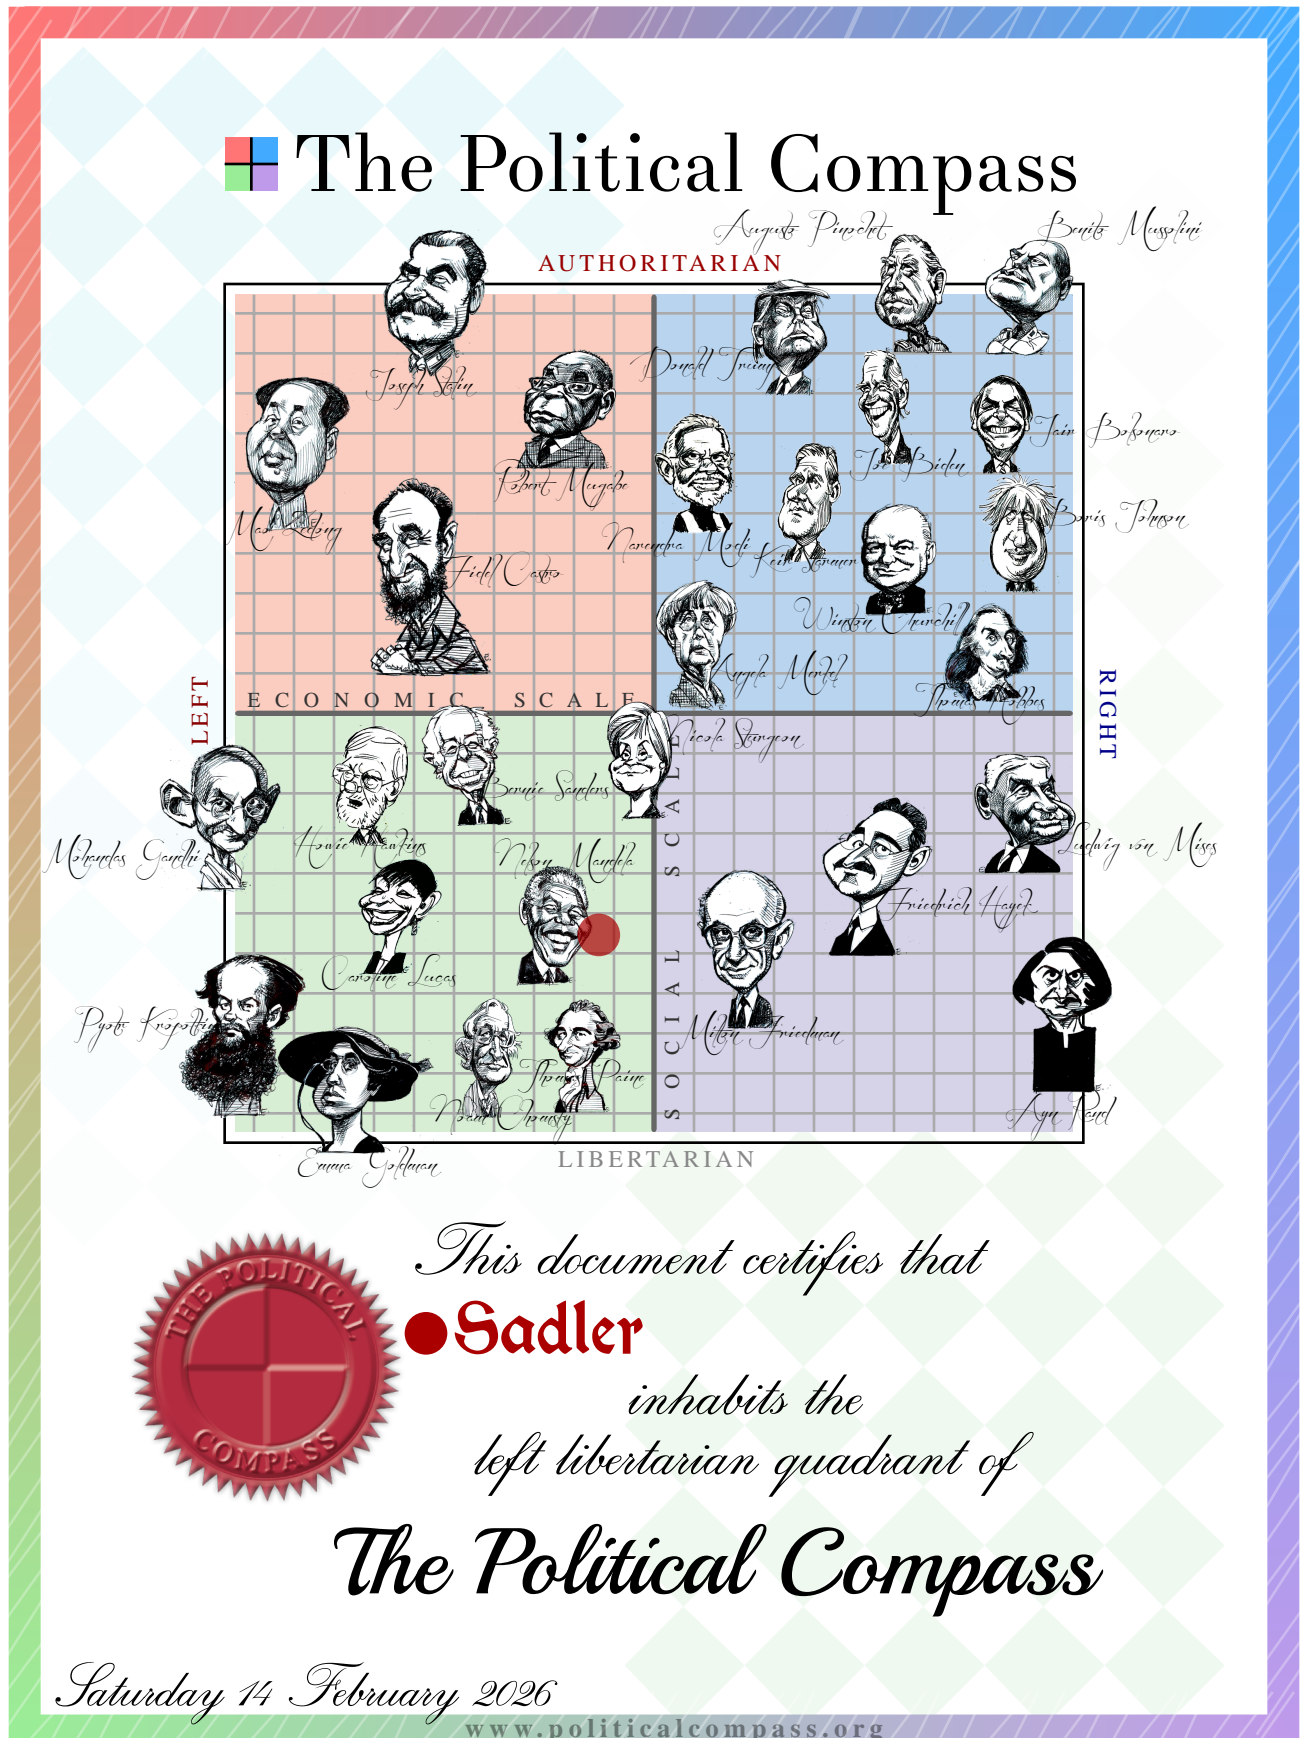 The Political Compass
Augusto Pinochet
Benito Mussolini
AUTHORITARIAN
Donald Trump
Joseph Stalin
Jair Bolsonaro
Joe Biden
Robert Mugabe
Boris Johnson
Mao Zedong
Narendra Modi
Keir Starmer
Fidel Castro
Winston Churchill
Angela Merkel
Thomas Hobbes
ECONOMIC SCALE
LEFT
RIGHT
Nicola Sturgeon
Bernie Sanders
Howie Hawkins
Mohandas Gandhi
Ludwig von Mises
Nelson Mandela
SOCIAL SCALE
Friedrich Hayek
Caroline Lucas
Pyotr Kropotkin
Milton Friedman
Thomas Paine
Noam Chomsky
Ayn Rand
Emma Goldman
LIBERTARIAN
THE POLITICAL
COMPASS
This document certifies that
Sadler
inhabits the
left libertarian quadrant of
The Political Compass
Saturday 14 February 2026
www.politicalcompass.org